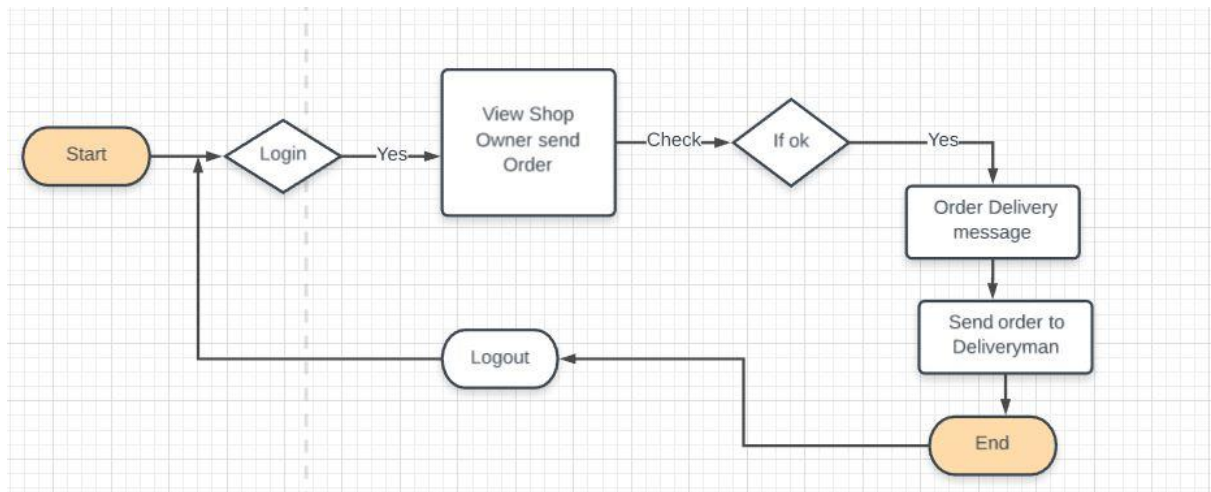 Start
Login
Yes
View Shop
Owner send
Order
Check
If ok
Yes
Order Delivery
message
Send order to
Deliveryman
Logout
End